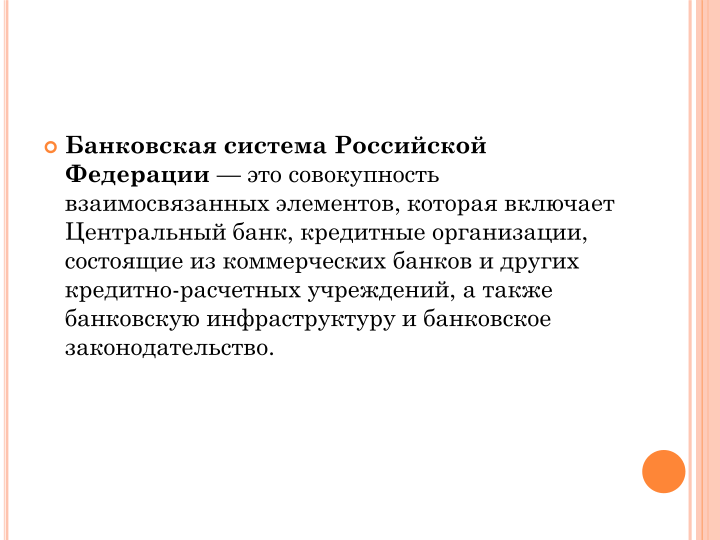 Банковская система Российской
Федерации — это совокупность
взаимосвязанных элементов, которая включает
Центральный банк, кредитные организации,
состоящие из коммерческих банков и других
кредитно-расчетных учреждений, а также
банковскую инфраструктуру и банковское
законодательство.